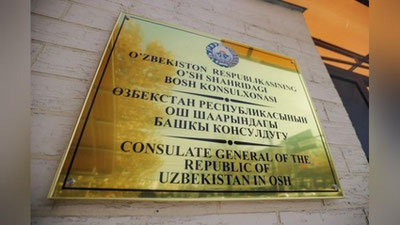 O'ZBEKISTON RESPUBLIKASINING
O'SH SHAHRIDAGI
BOSH KONSULXONASI
ӨЗБЕКСТАН РЕСПУБЛИКАСЫНЫН
ОШ ШААРЫНДАГЫ
БАШКЫ КОНСУЛДУГУ
CONSULATE GENERAL OF THE
REPUBLIC OF
UZBEKISTAN IN OSH